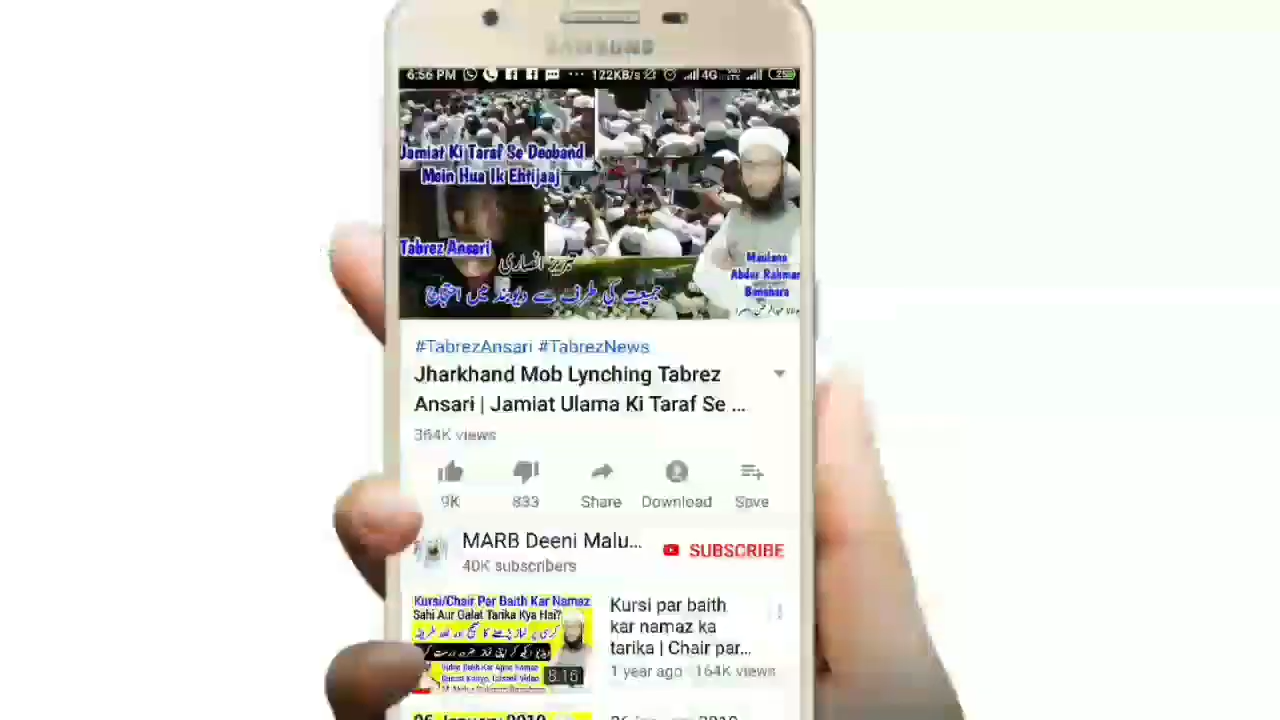 SAMSUNG
6:56 PM 122KB/s 4G 25
Jamiat Ki Taraf Se Deoband
Mein Hua Ik Ehtijaaj
Tabrez Ansari
تبریز انساری
جمیعت کی طرف سے دیوبند میں احتجاج
Maulana
Abdur Rahman
#TabrezAnsari #TabrezNews
Jharkhand Mob Lynching Tabrez
Ansari | Jamiat Ulama Ki Taraf Se ...
364K views
9K 833 Share Download Save
MARB Deeni Malu...
SUBSCRIBE
40K subscribers
Kursi/Chair Par Baith Kar Namaz
Sahi Aur Galat Tarika Kya Hai?
8:16
Kursi par baith
kar namaz ka
tarika | Chair par...
1 year ago 164K views